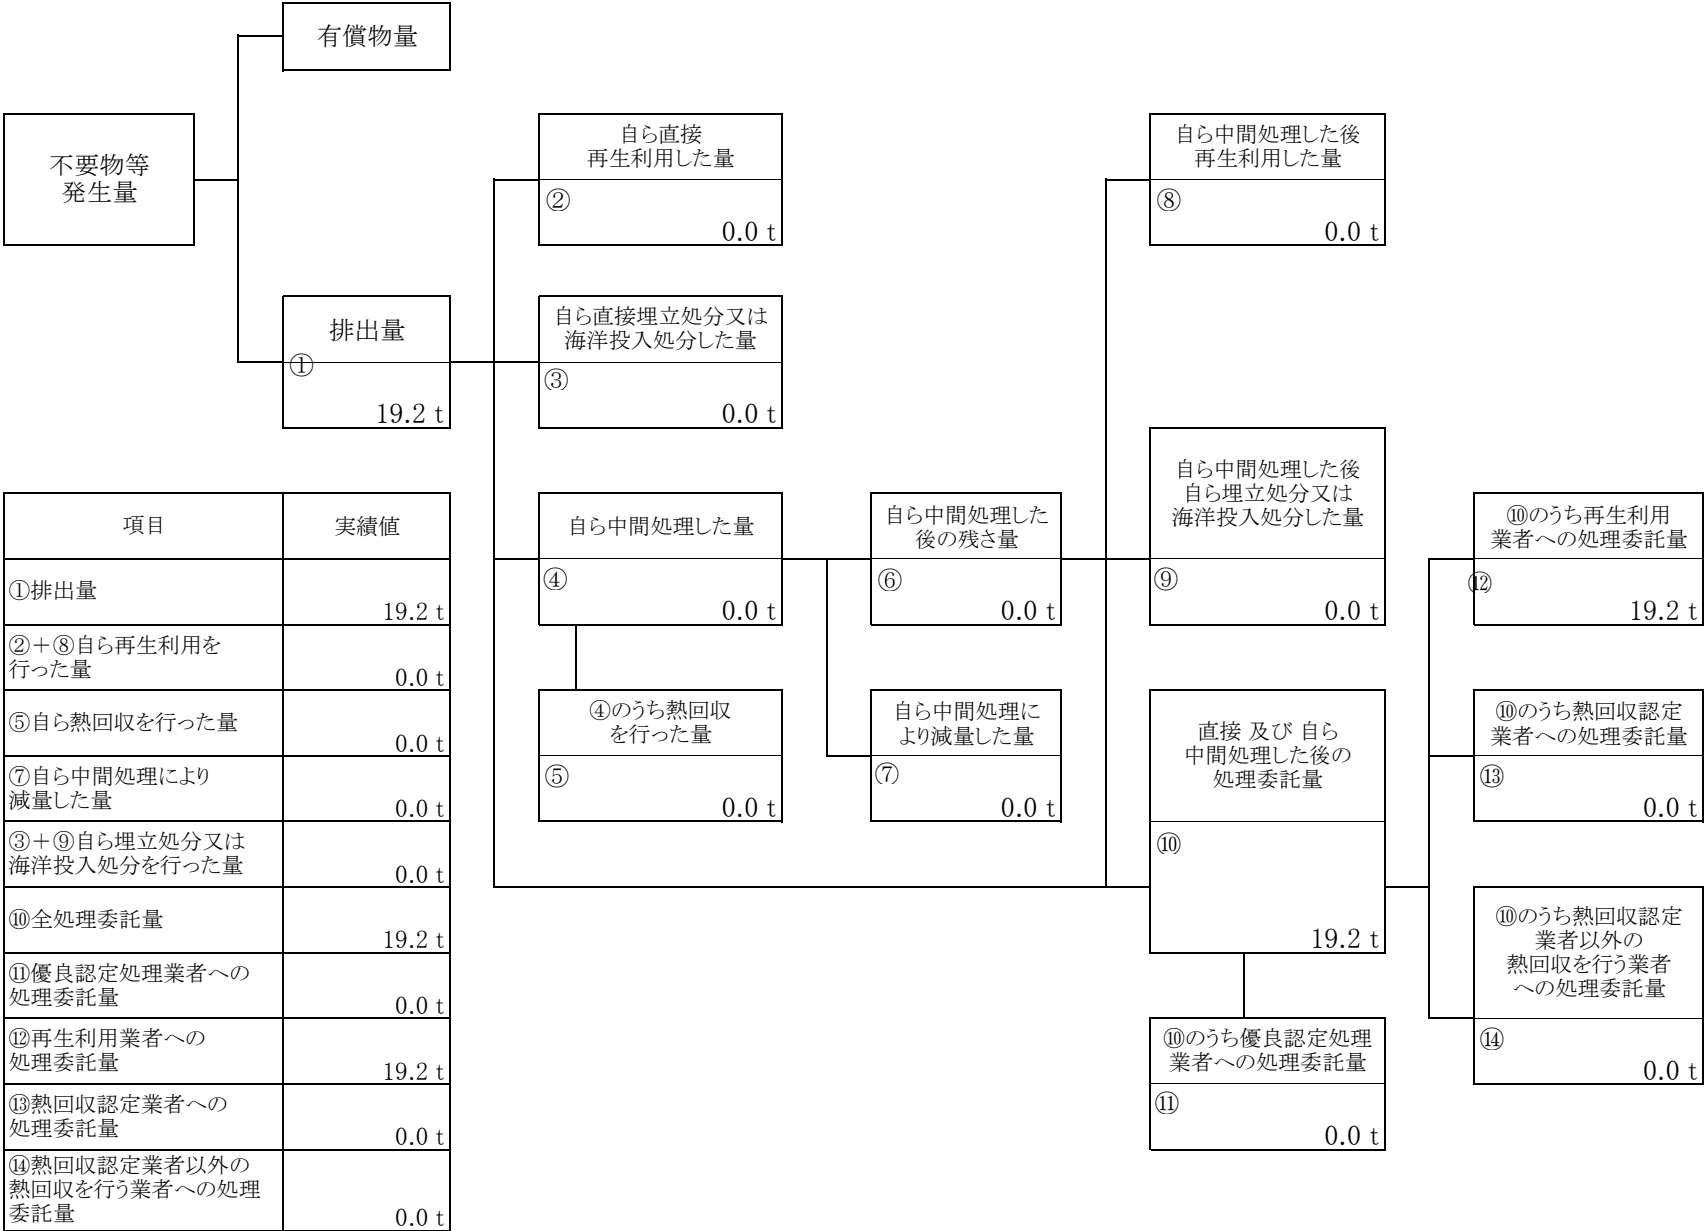 有償物量
不要物等
発生量
自ら直接
再生利用した量
②
0.0 t
自ら中間処理した後
再生利用した量
⑧
0.0 t
排出量
①
19.2 t
自ら直接埋立処分又は
海洋投入処分した量
③
0.0 t
自ら中間処理した量
④
0.0 t
自ら中間処理した
後の残さ量
⑥
0.0 t
自ら中間処理した後
自ら埋立処分又は
海洋投入処分した量
⑨
0.0 t
⑩のうち再生利用
業者への処理委託量
⑫
19.2 t
④のうち熱回収
を行った量
⑤
0.0 t
自ら中間処理に
より減量した量
⑦
0.0 t
直接 及び 自ら
中間処理した後の
処理委託量
⑩
19.2 t
⑩のうち熱回収認定
業者への処理委託量
⑬
0.0 t
⑩のうち熱回収認定
業者以外の
熱回収を行う業者
への処理委託量
⑭
0.0 t
⑩のうち優良認定処理
業者への処理委託量
⑪
0.0 t
項目 実績値
①排出量
19.2 t
②+⑧自ら再生利用を
行った量
0.0 t
⑤自ら熱回収を行った量
0.0 t
⑦自ら中間処理により
減量した量
0.0 t
③+⑨自ら埋立処分又は
海洋投入処分を行った量
0.0 t
⑩全処理委託量
19.2 t
⑪優良認定処理業者への
処理委託量
0.0 t
⑫再生利用業者への
処理委託量
19.2 t
⑬熱回収認定業者への
処理委託量
0.0 t
⑭熱回収認定業者以外の
熱回収を行う業者への処理
委託量
0.0 t